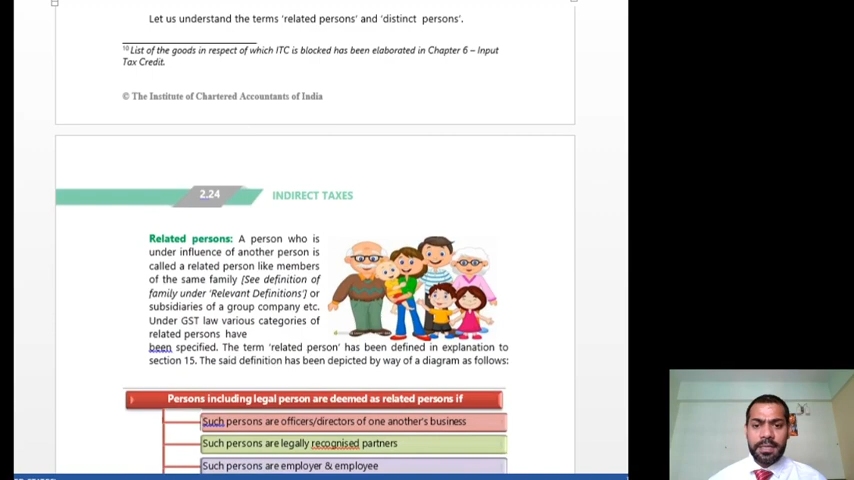 Let us understand the terms 'related persons' and 'distinct persons'.
10 List of the goods in respect of which ITC is blocked has been elaborated in Chapter 6 – Input
Tax Credit.
© The Institute of Chartered Accountants of India
2.24 INDIRECT TAXES
Related persons: A person who is
under influence of another person is
called a related person like members
of the same family [See definition of
family under 'Relevant Definitions'] or
subsidiaries of a group company etc.
Under GST law various categories of
related persons have
been specified. The term 'related person' has been defined in explanation to
section 15. The said definition has been depicted by way of a diagram as follows:
Persons including legal person are deemed as related persons if
Such persons are officers/directors of one another's business
Such persons are legally recognised partners
Such persons are employer & employee